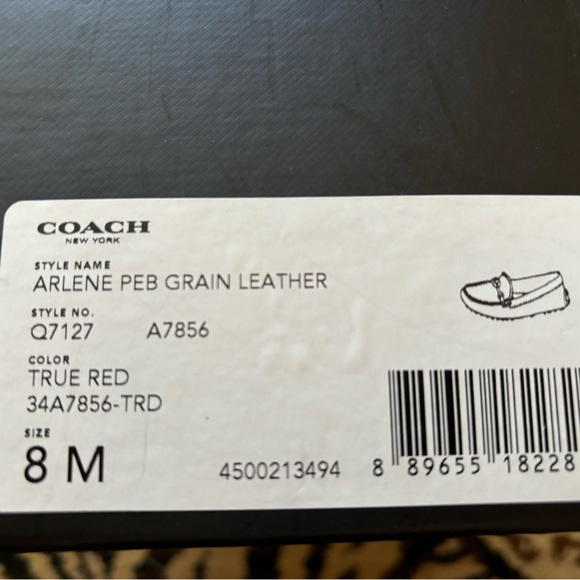 COACH
NEW YORK
STYLE NAME
ARLENE PEB GRAIN LEATHER
STYLE NO.
Q7127 A7856
COLOR
TRUE RED
34A7856-TRD
SIZE
8 M
4500213494
8 89655 18228